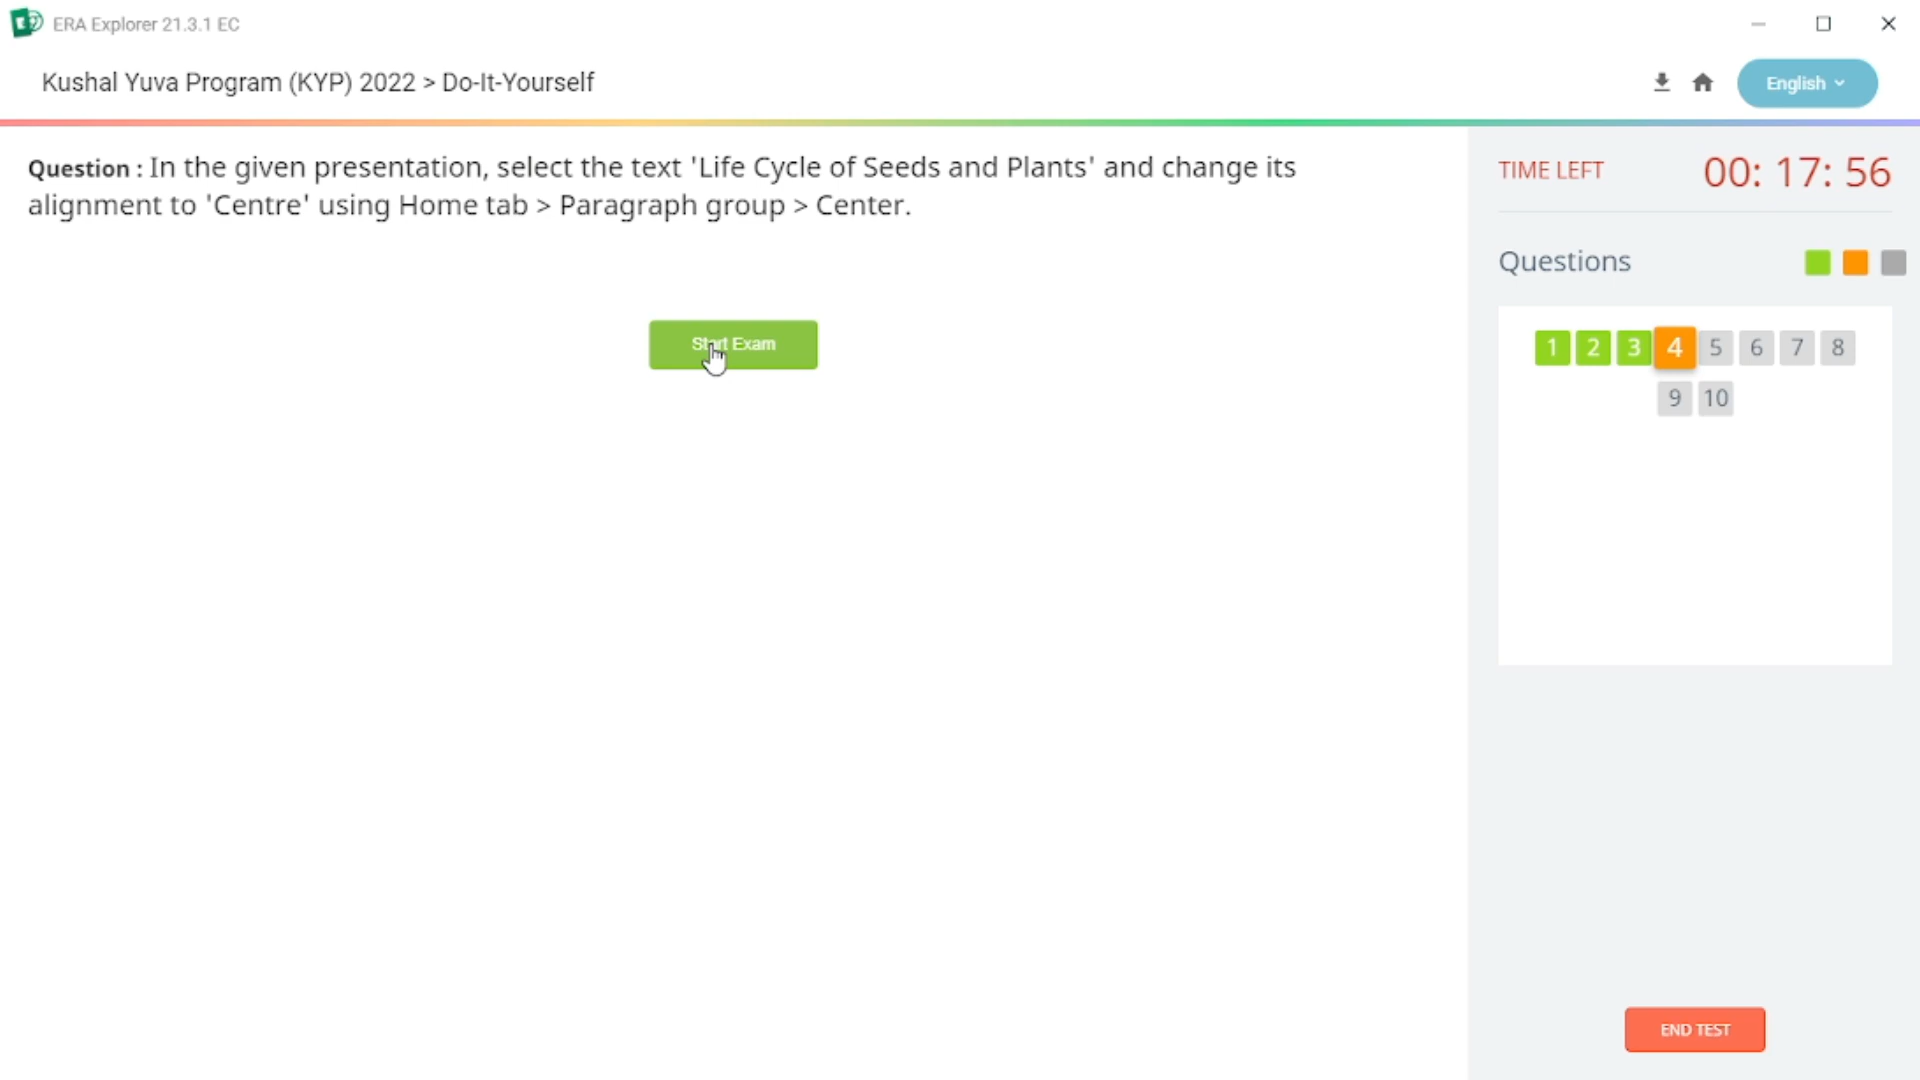 ERA Explorer 21.3.1 EC
Kushal Yuva Program (KYP) 2022 > Do-It-Yourself
English
Question : In the given presentation, select the text 'Life Cycle of Seeds and Plants' and change its
alignment to 'Centre' using Home tab > Paragraph group > Center.
Start Exam
TIME LEFT 00: 17: 56
Questions
1 2 3 4 5 6 7 8
9 10
END TEST